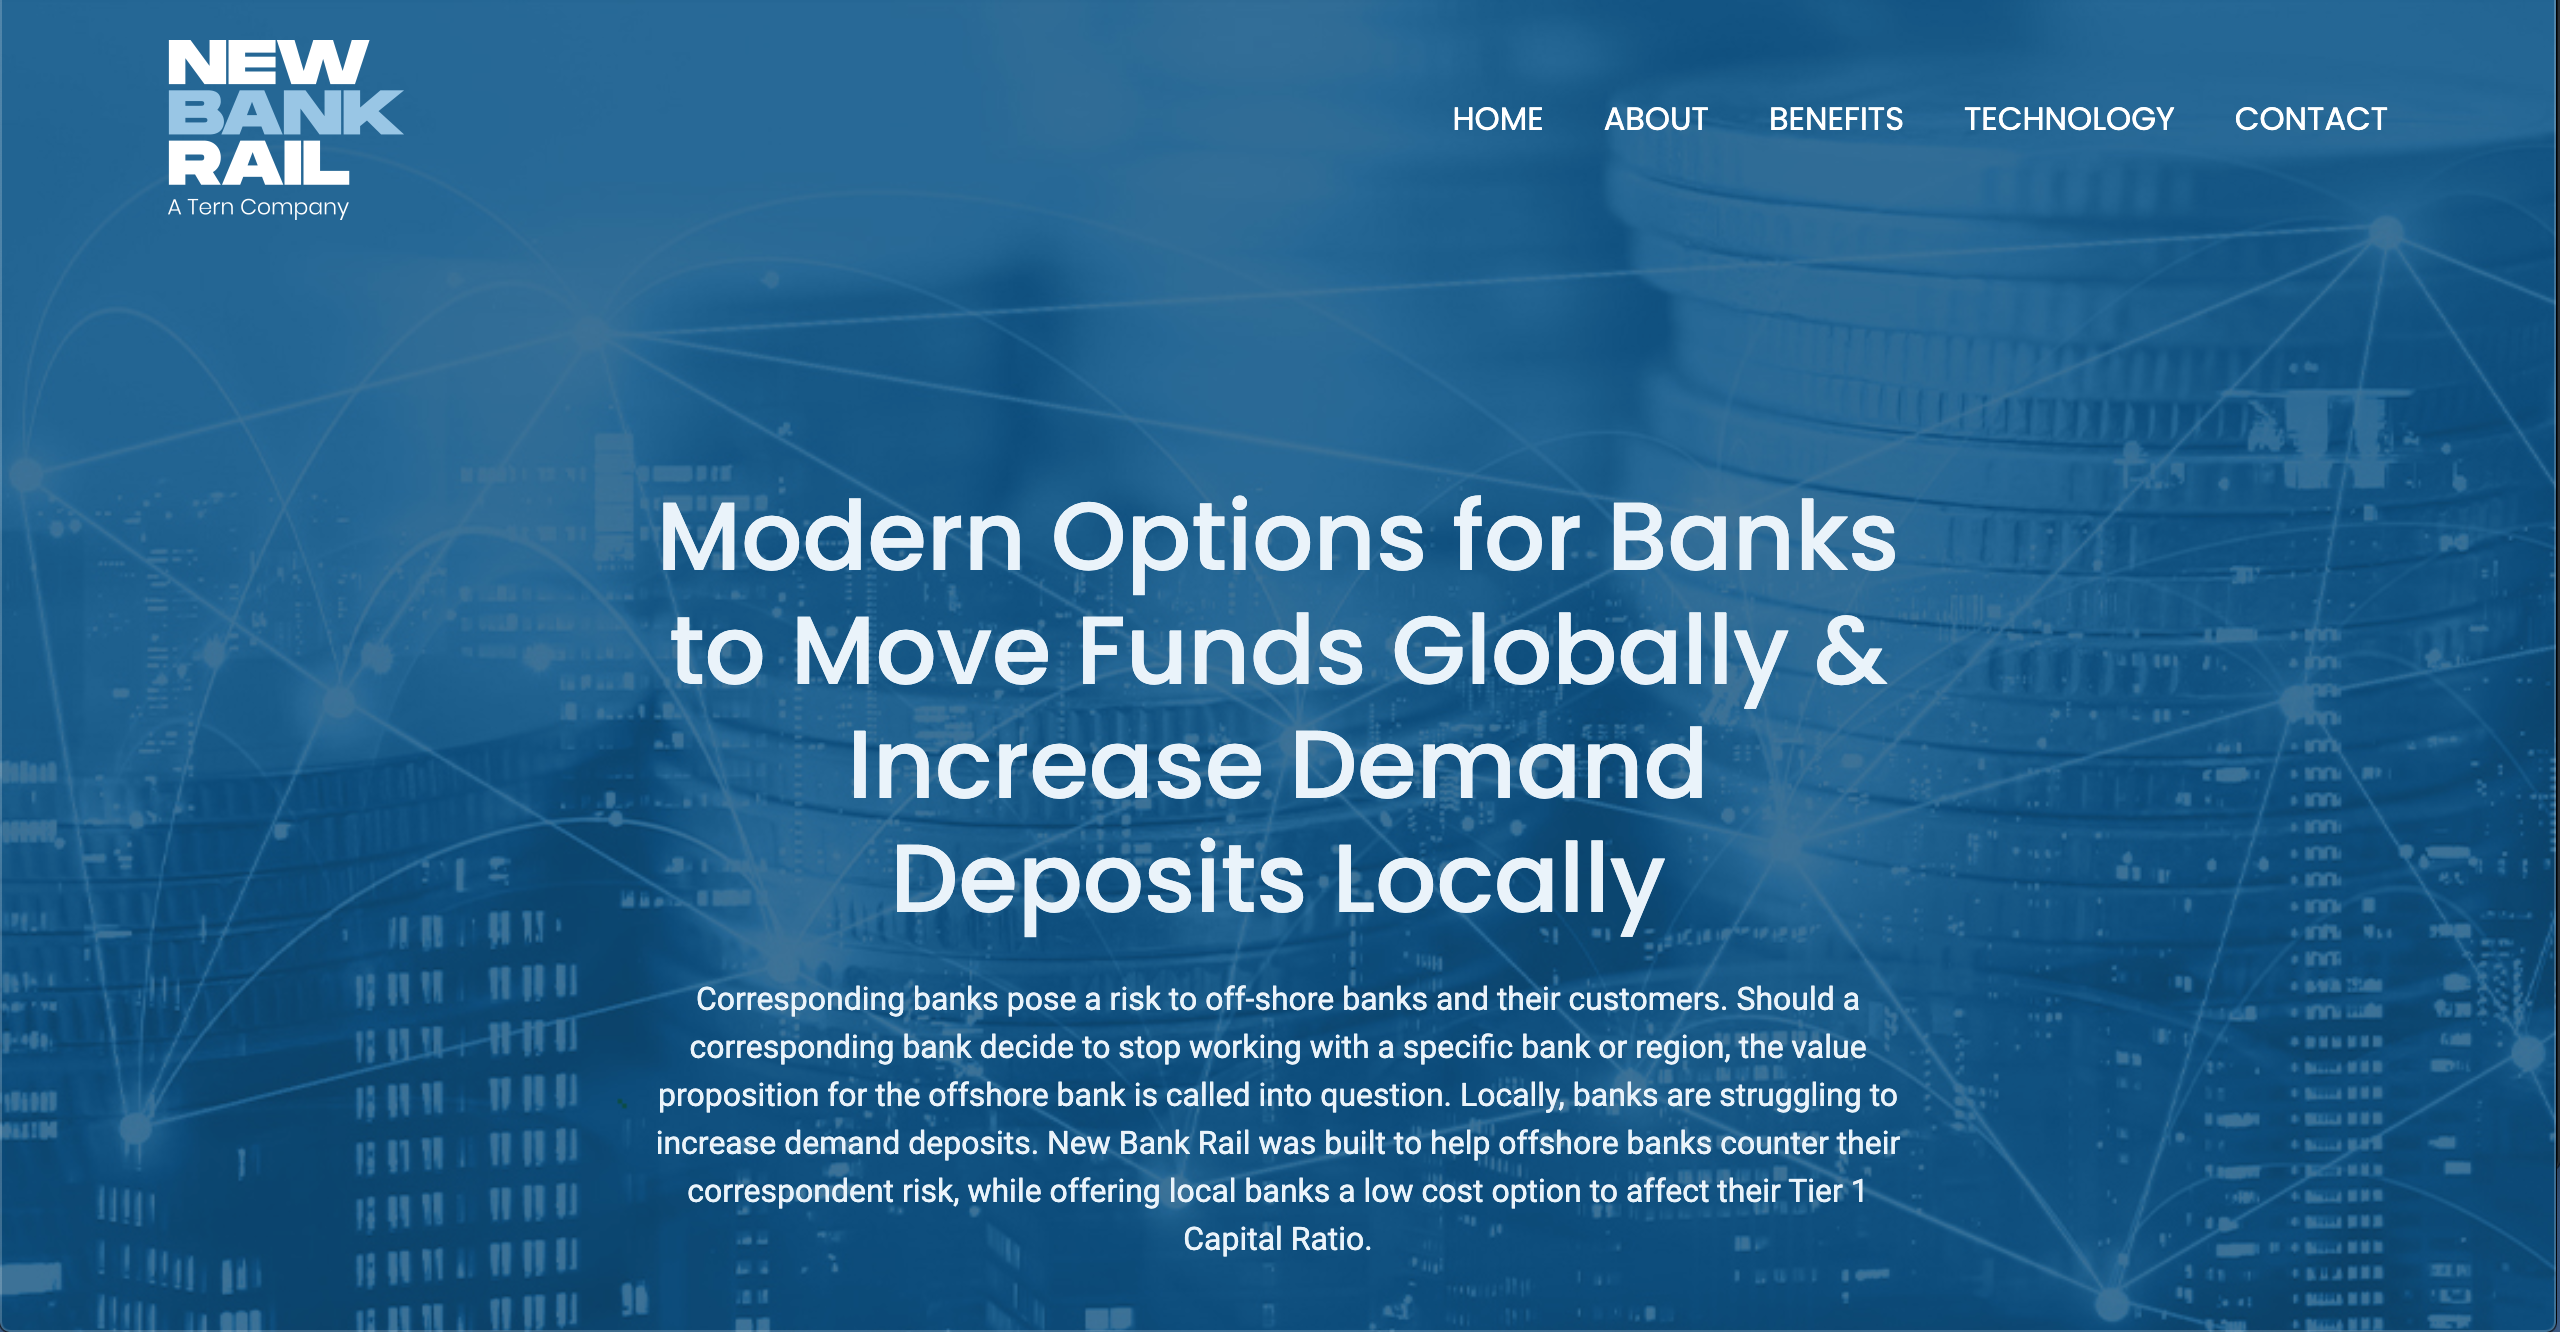 NEW
BANK
RAIL
A Tern Company
HOME ABOUT BENEFITS TECHNOLOGY CONTACT
Modern Options for Banks
to Move Funds Globally &
Increase Demand
Deposits Locally
Corresponding banks pose a risk to off-shore banks and their customers. Should a
corresponding bank decide to stop working with a specific bank or region, the value
proposition for the offshore bank is called into question. Locally, banks are struggling to
increase demand deposits. New Bank Rail was built to help offshore banks counter their
correspondent risk, while offering local banks a low cost option to affect their Tier 1
Capital Ratio.